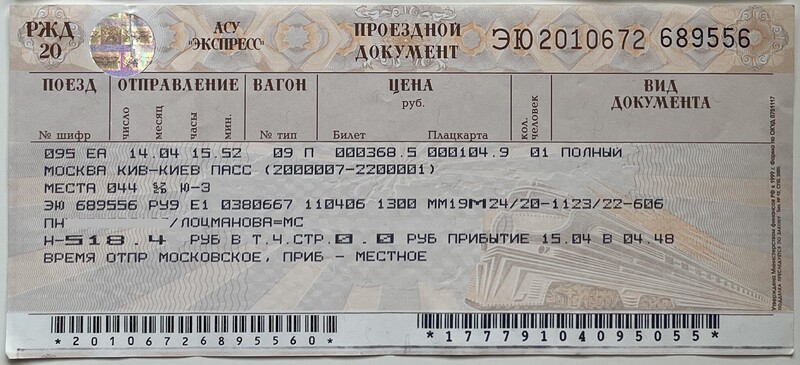 РЖД АСУ ПРОЕЗДНОЙ ЭЮ2010672 689556
20 "ЭКСПРЕСС" ДОКУМЕНТ
ПОЕЗД ОТПРАВЛЕНИЕ ВАГОН ЦЕНА ВИД
руб. ДОКУМЕНТА
№ шифр число месяц часы мин. № тип Билет Плацкарта кол. человек
095 ЕА 14.04 15.52 09 П 000368.5 000104.9 01 ПОЛНЫЙ
МОСКВА КИВ-КИЕВ ПАСС (2000007-2200001)
МЕСТА 044 Ю-3
ЭЮ 689556 РУ9 Е1 0380667 110406 1300 ММ19М24/20-1123/22-606
ПН /ЛОЦМАНОВА=МС
Н-518.4 РУБ В Т.Ч.СТР.0.0 РУБ ПРИБЫТИЕ 15.04 В 04.48
ВРЕМЯ ОТПР МОСКОВСКОЕ, ПРИБ - МЕСТНОЕ
*20106726895560*
*17779104095055*